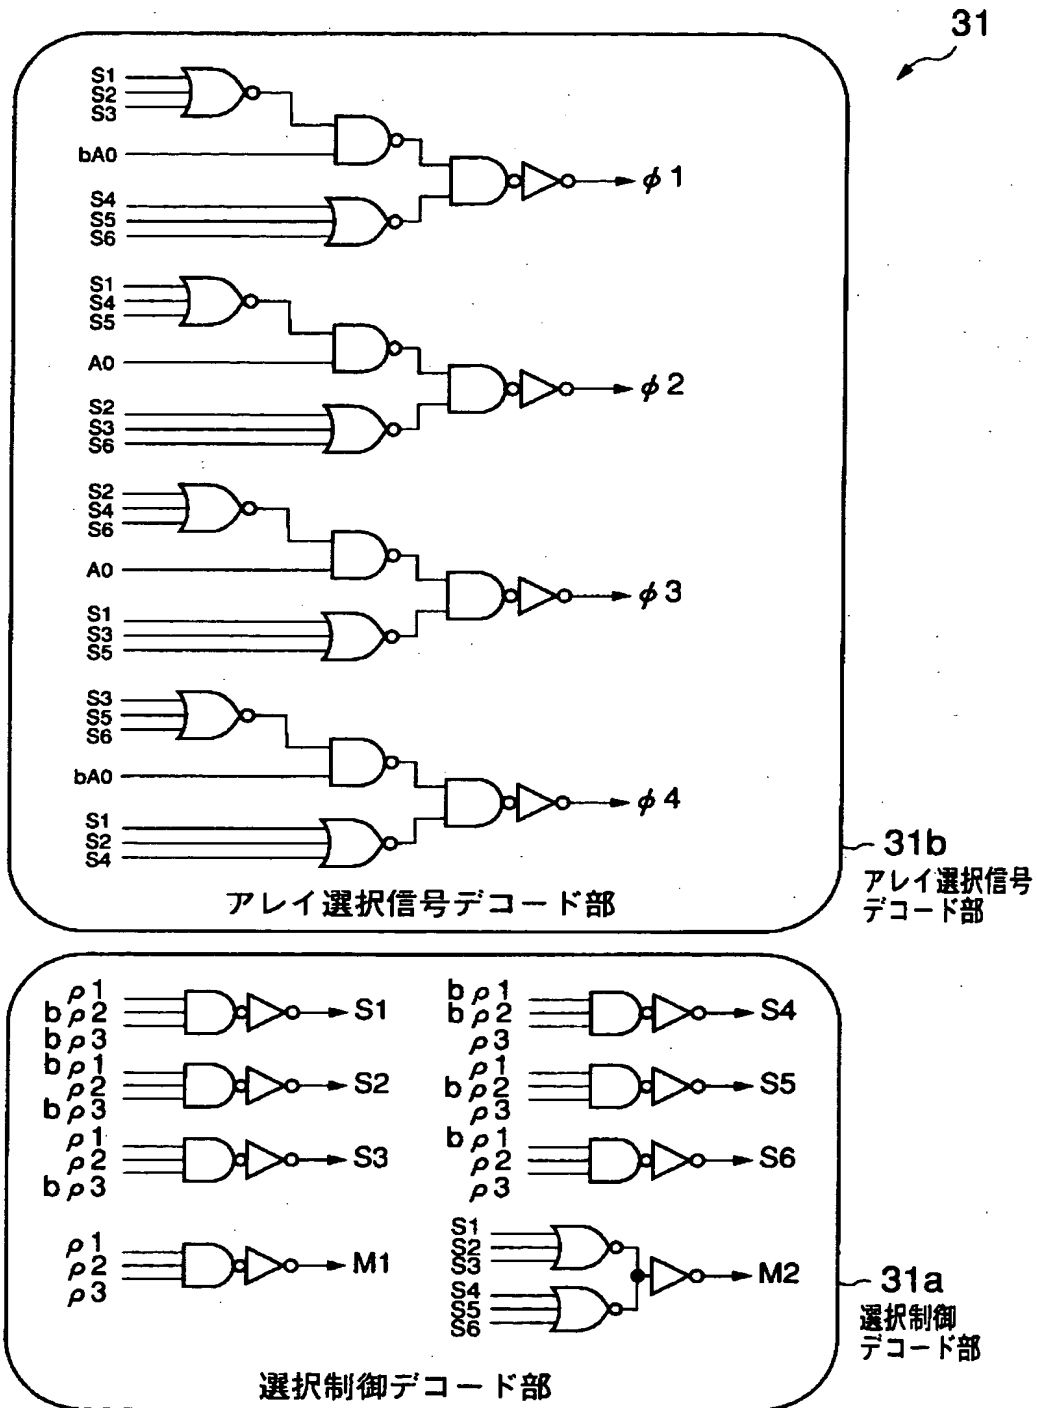 31
S1
S2
S3
bA0
S4
S5
S6
φ1
S1
S4
S5
A0
S2
S3
S6
φ2
S2
S4
S6
A0
S1
S3
S5
φ3
S3
S5
S6
bA0
S1
S2
S4
φ4
アレイ選択信号デコード部
31b
アレイ選択信号
デコード部
ρ1
bρ2
bρ3
S1
bρ1
ρ2
bρ3
S2
ρ1
ρ2
bρ3
S3
ρ1
ρ2
ρ3
M1
bρ1
bρ2
ρ3
S4
ρ1
bρ2
ρ3
S5
bρ1
ρ2
ρ3
S6
S1
S2
S3
S4
S5
S6
M2
選択制御デコード部
31a
選択制御
デコード部